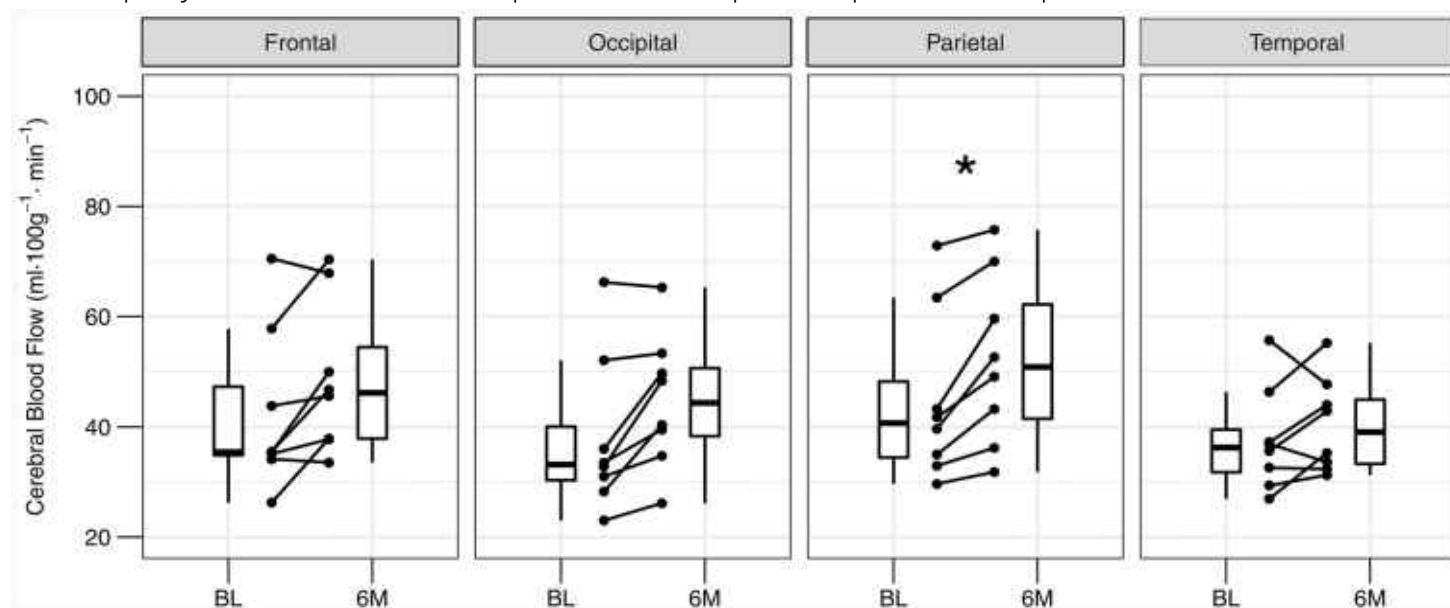 Frontal
Occipital
Parietal
Temporal
Cerebral Blood Flow (ml·100g⁻¹· min⁻¹)
100
80
60
40
20
*
BL 6M
BL 6M
BL 6M
BL 6M